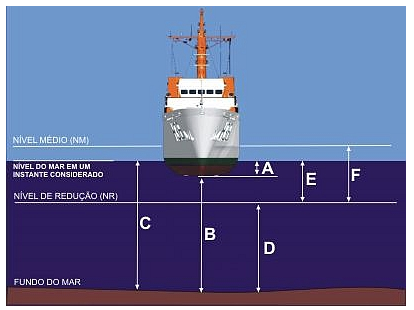 NÍVEL MÉDIO (NM)
NÍVEL DO MAR EM UM
INSTANTE CONSIDERADO
A
E
F
NÍVEL DE REDUÇÃO (NR)
C
B
D
FUNDO DO MAR